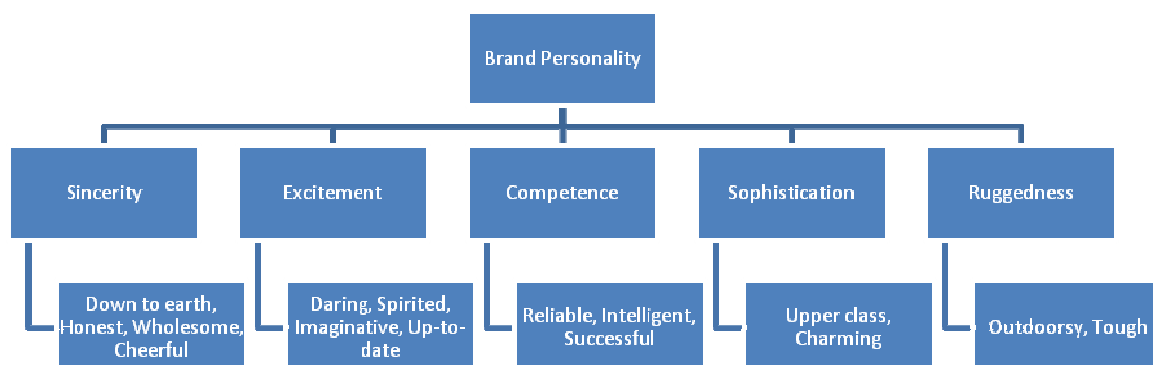 Brand Personality
Sincerity
Excitement
Competence
Sophistication
Ruggedness
Down to earth,
Honest, Wholesome,
Cheerful
Daring, Spirited,
Imaginative, Up-to-
date
Reliable, Intelligent,
Successful
Upper class,
Charming
Outdoorsy, Tough